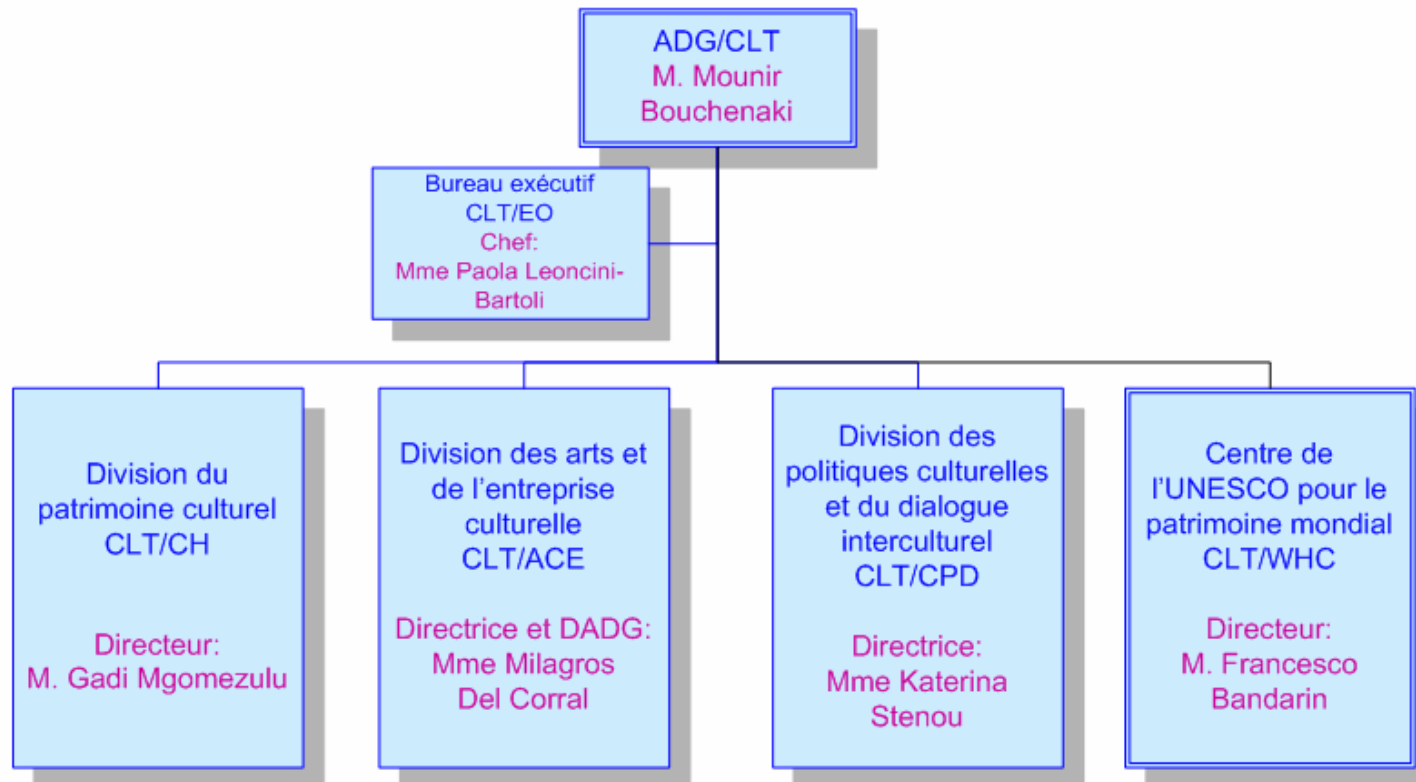 ADG/CLT
M. Mounir
Bouchenaki
Bureau exécutif
CLT/EO
Chef:
Mme Paola Leoncini-
Bartoli
Division du
patrimoine culturel
CLT/CH
Directeur:
M. Gadi Mgomezulu
Division des arts et
de l’entreprise
culturelle
CLT/ACE
Directrice et DADG:
Mme Milagros
Del Corral
Division des
politiques culturelles
et du dialogue
interculturel
CLT/CPD
Directrice:
Mme Katerina
Stenou
Centre de
l’UNESCO pour le
patrimoine mondial
CLT/WHC
Directeur:
M. Francesco
Bandarin